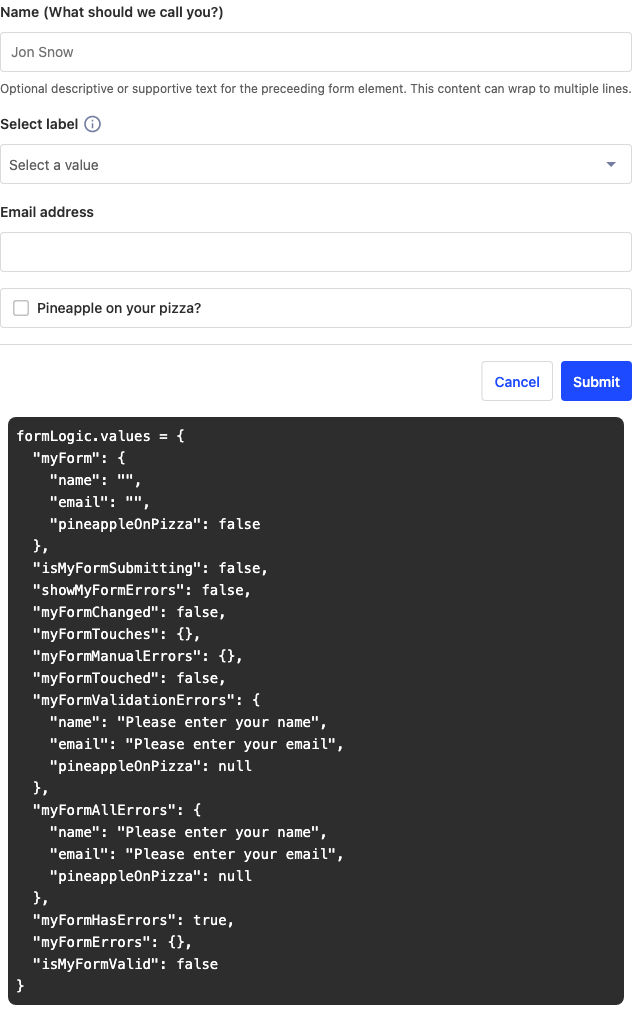 Name (What should we call you?)
Jon Snow
Optional descriptive or supportive text for the preceeding form element. This content can wrap to multiple lines.
Select label
Select a value
Email address
Pineapple on your pizza?
Cancel
Submit
formLogic.values = {
  "myForm": {
    "name": "",
    "email": "",
    "pineappleOnPizza": false
  },
  "isMyFormSubmitting": false,
  "showMyFormErrors": false,
  "myFormChanged": false,
  "myFormTouches": {},
  "myFormManualErrors": {},
  "myFormTouched": false,
  "myFormValidationErrors": {
    "name": "Please enter your name",
    "email": "Please enter your email",
    "pineappleOnPizza": null
  },
  "myFormAllErrors": {
    "name": "Please enter your name",
    "email": "Please enter your email",
    "pineappleOnPizza": null
  },
  "myFormHasErrors": true,
  "myFormErrors": {},
  "isMyFormValid": false
}